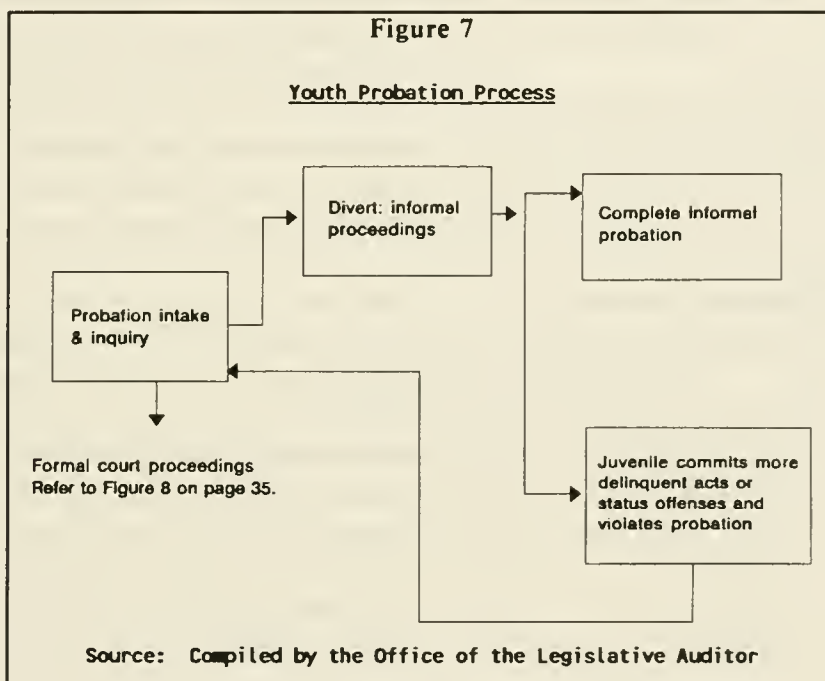 Figure 7
Youth Probation Process
Divert: informal
proceedings
Complete informal
probation
Probation intake
& inquiry
Formal court proceedings
Refer to Figure 8 on page 35.
Juvenile commits more
delinquent acts or
status offenses and
violates probation
Source: Compiled by the Office of the Legislative Auditor